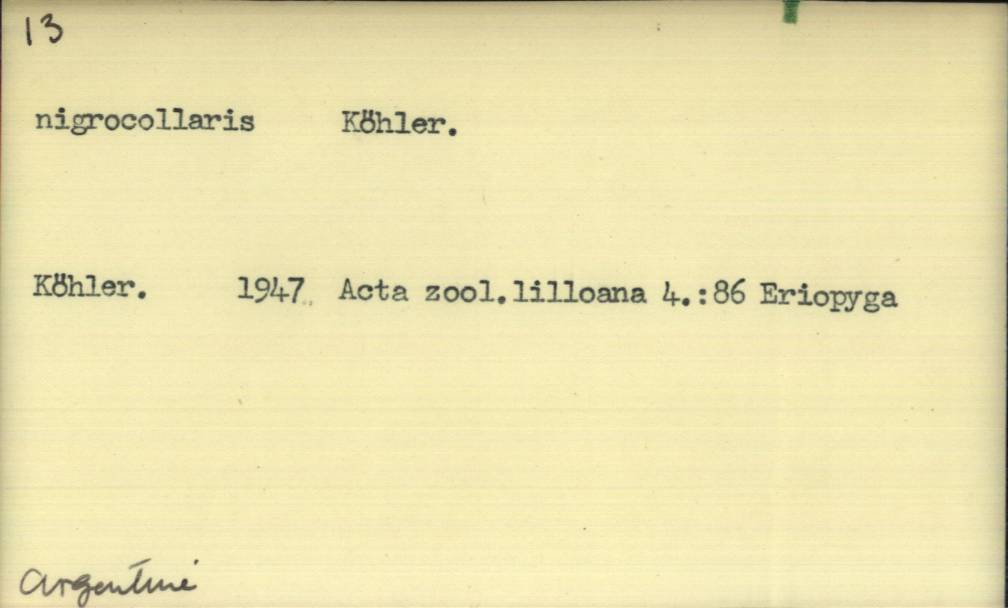 13
nigrocollaris Köhler.
Köhler. 1947. Acta zool.lilloana 4.:86 Eriopyga
Argentine